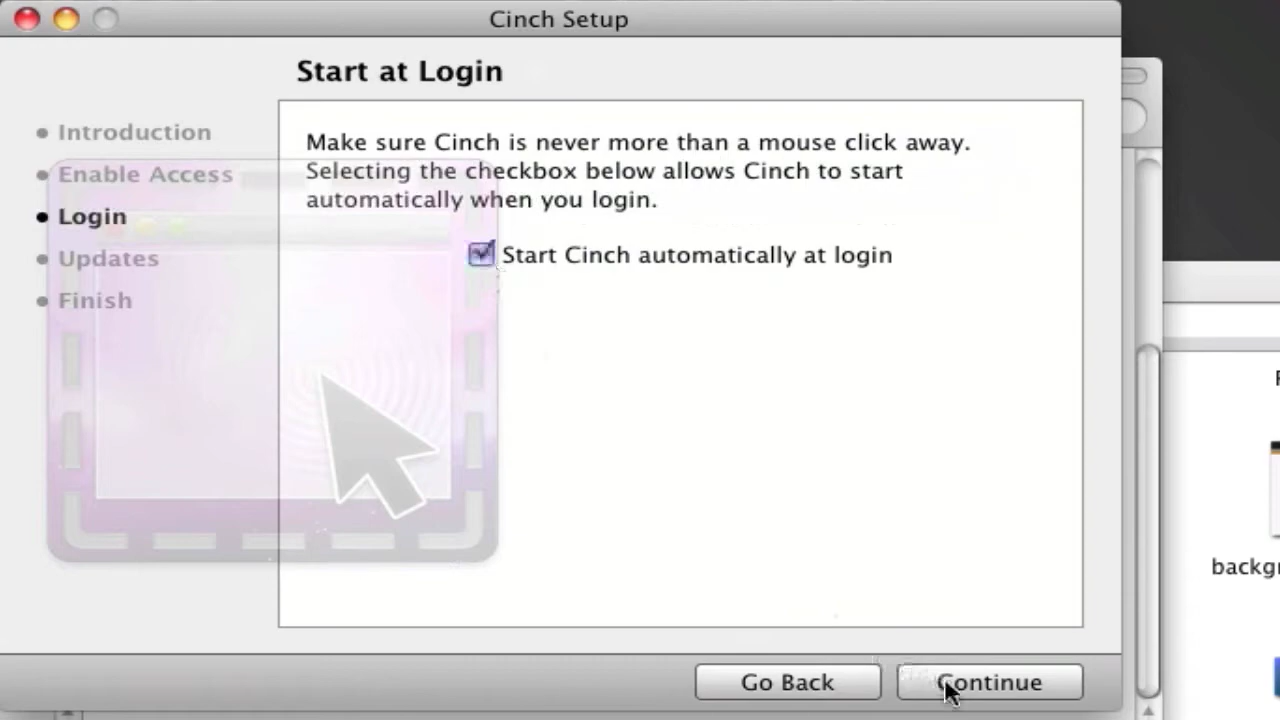 Cinch Setup
Start at Login
Introduction
Enable Access
Login
Updates
Finish
Make sure Cinch is never more than a mouse click away.
Selecting the checkbox below allows Cinch to start
automatically when you login.
Start Cinch automatically at login
Go Back
Continue